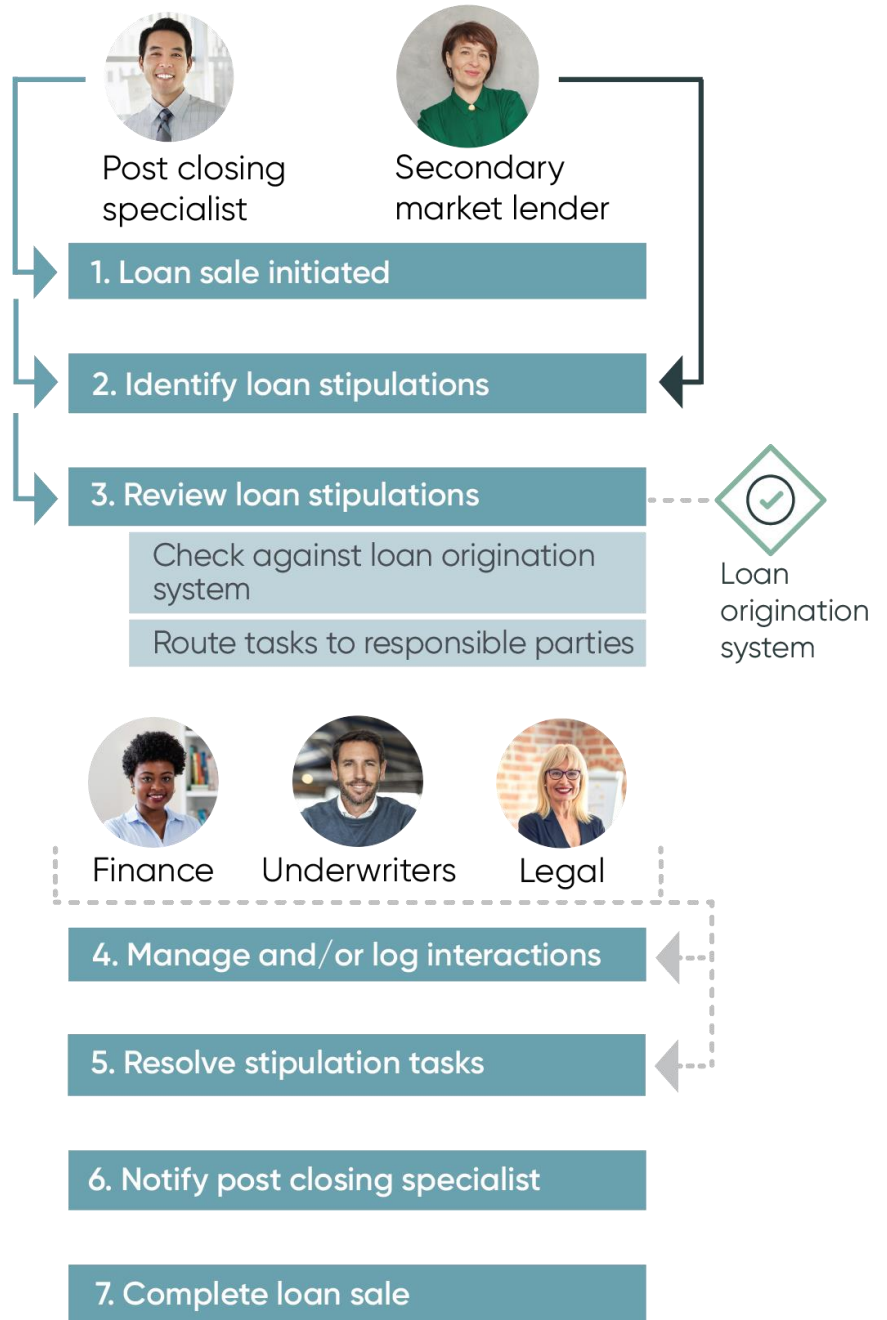 Post closing
specialist
Secondary
market lender
1. Loan sale initiated
2. Identify loan stipulations
3. Review loan stipulations
Check against loan origination
system
Route tasks to responsible parties
Loan
origination
system
Finance
Underwriters
Legal
4. Manage and/or log interactions
5. Resolve stipulation tasks
6. Notify post closing specialist
7. Complete loan sale